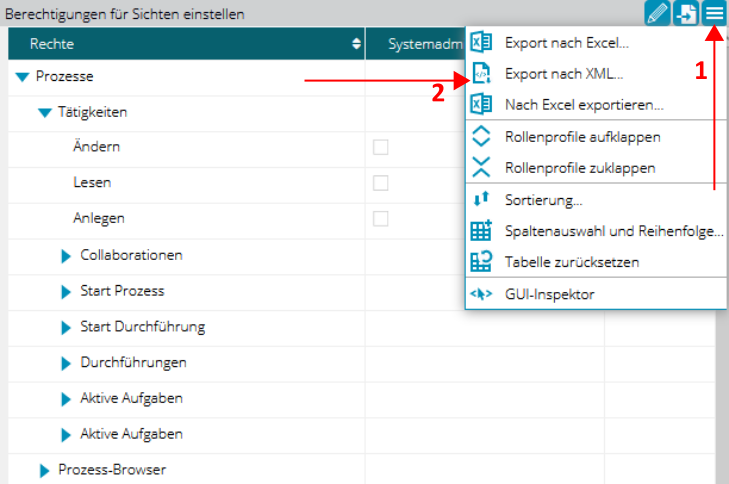 Berechtigungen für Sichten einstellen
Rechte
Systemadm
Prozesse
Tätigkeiten
Ändern
Lesen
Anlegen
Collaborationen
Start Prozess
Start Durchführung
Durchführungen
Aktive Aufgaben
Aktive Aufgaben
Prozess-Browser
Export nach Excel...
Export nach XML...
Nach Excel exportieren...
Rollenprofile aufklappen
Rollenprofile zuklappen
Sortierung...
Spaltenauswahl und Reihenfolge...
Tabelle zurücksetzen
GUI-Inspektor
1
2